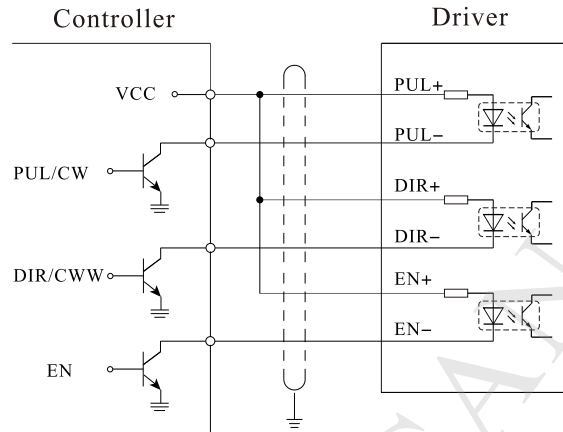 Controller
Driver
VCC
PUL+
PUL−
PUL/CW
DIR+
DIR−
DIR/CWW
EN+
EN−
EN